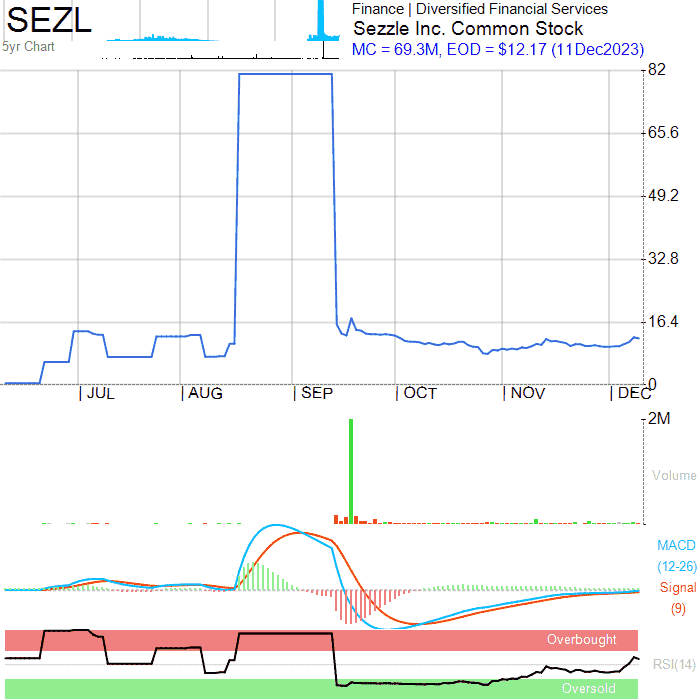 SEZL
5yr Chart
Finance | Diversified Financial Services
Sezzle Inc. Common Stock
MC = 69.3M, EOD = $12.17 (11Dec2023)
82
65.6
49.2
32.8
16.4
0
JUL
AUG
SEP
OCT
NOV
DEC
2M
Volume
MACD
(12-26)
Signal
(9)
Overbought
RSI(14)
Oversold